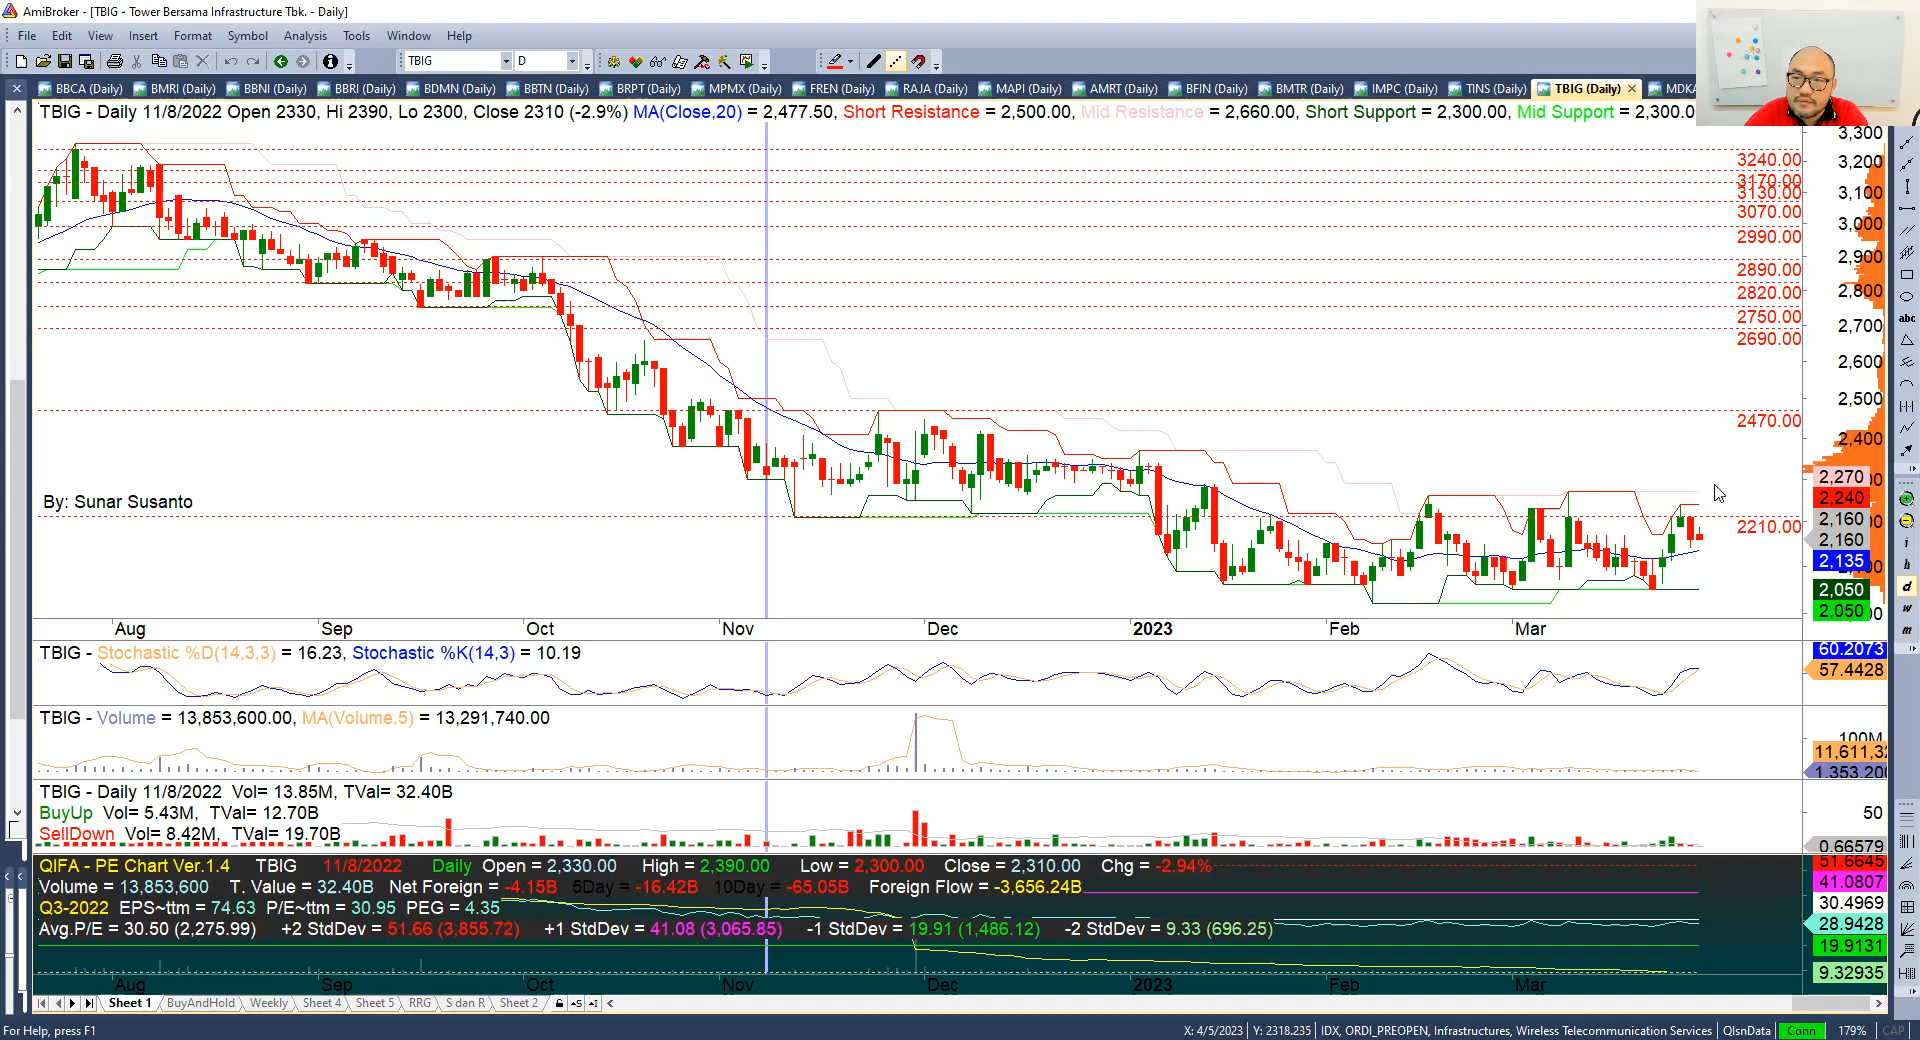 AmiBroker - [TBIG - Tower Bersama Infrastructure Tbk. - Daily]
File Edit View Insert Format Symbol Analysis Tools Window Help
TBIG D
BBCA (Daily) BMRI (Daily) BBNI (Daily) BBRI (Daily) BDMN (Daily) BBTN (Daily) BRPT (Daily) MPMX (Daily) FREN (Daily) RAJA (Daily) MAPI (Daily) AMRT (Daily) BFIN (Daily) BMTR (Daily) IMPC (Daily) TINS (Daily) TBIG (Daily) MDKA
TBIG - Daily 11/8/2022 Open 2330, Hi 2390, Lo 2300, Close 2310 (-2.9%) MA(Close,20) = 2,477.50, Short Resistance = 2,500.00, Mid Resistance = 2,660.00, Short Support = 2,300.00, Mid Support = 2,300.0
3,300
3240.00 3,200
3170.00
3130.00 3,100
3070.00
2990.00 3,000
2,900
2890.00
2820.00 2,800
2750.00
2690.00 2,700
2,600
2,500
2470.00
2,400
2,270
2,240
By: Sunar Susanto
2210.00 2,160
2,160
2,135
2,050
2,050
Aug Sep Oct Nov Dec 2023 Feb Mar
abc
i
h
d
w
m
TBIG - Stochastic %D(14,3,3) = 16.23, Stochastic %K(14,3) = 10.19
60.2073
57.4428
TBIG - Volume = 13,853,600.00, MA(Volume,5) = 13,291,740.00
100M
11,611,32
1,353,200
TBIG - Daily 11/8/2022 Vol= 13.85M, TVal= 32.40B
BuyUp Vol= 5.43M, TVal= 12.70B
50
SellDown Vol= 8.42M, TVal= 19.70B
0.66579
QIFA - PE Chart Ver.1.4 TBIG 11/8/2022 Daily Open = 2,330.00 High = 2,390.00 Low = 2,300.00 Close = 2,310.00 Chg = -2.94%
51.6645
Volume = 13,853,600 T. Value = 32.40B Net Foreign = -4.15B 5Day = -16.42B 10Day = -65.05B Foreign Flow = -3,656.24B
41.0807
Q3-2022 EPS~ttm = 74.63 P/E~ttm = 30.95 PEG = 4.35
30.4969
Avg.P/E = 30.50 (2,275.99) +2 StdDev = 51.66 (3,855.72) +1 StdDev = 41.08 (3,065.85) -1 StdDev = 19.91 (1,486.12) -2 StdDev = 9.33 (696.25)
28.9428
19.9131
9.32935
Aug Sep Oct Nov Dec 2023 Feb Mar
Sheet 1 BuyAndHold Weekly Sheet 4 Sheet 5 RRG S dan R Sheet 2
For Help, press F1
X: 4/5/2023 Y: 2318.235 IDX, ORDI_PREOPEN, Infrastructures, Wireless Telecommunication Services QIsnData Conn 179% CAP